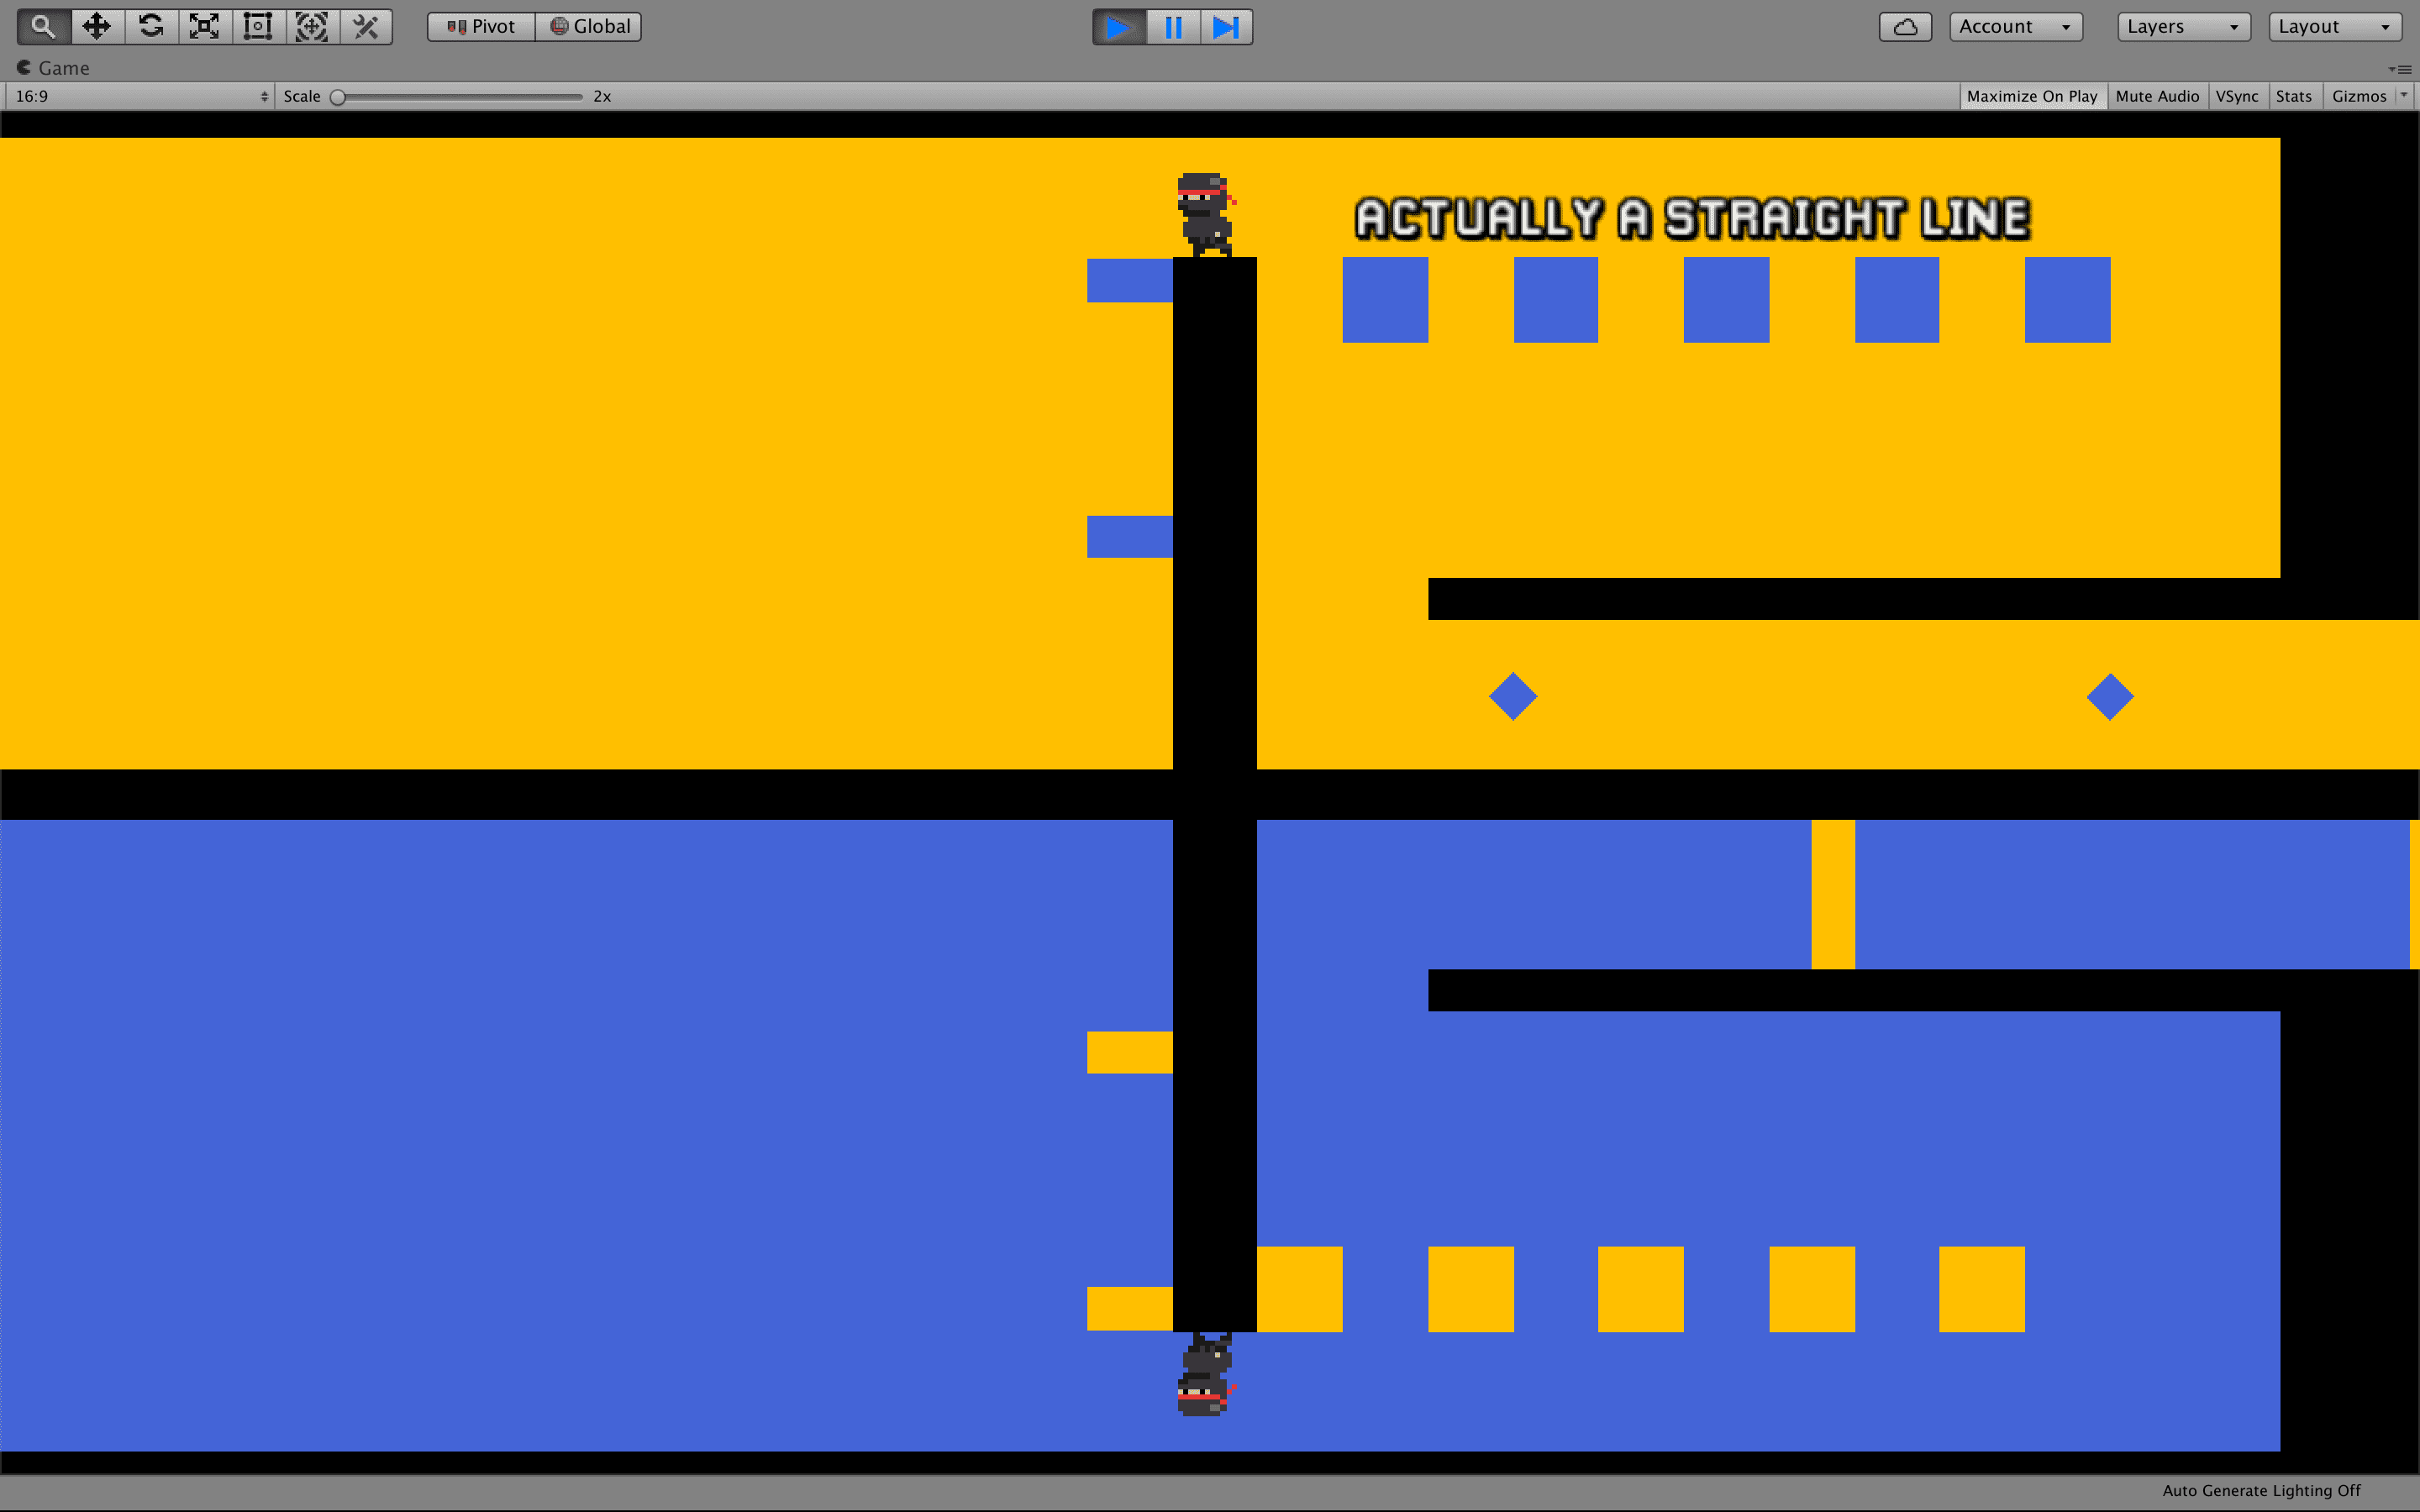 Pivot Global Account Layers Layout
Game
16:9 Scale 2x Maximize On Play Mute Audio VSync Stats Gizmos
ACTUALLY A STRAIGHT LINE
Auto Generate Lighting Off